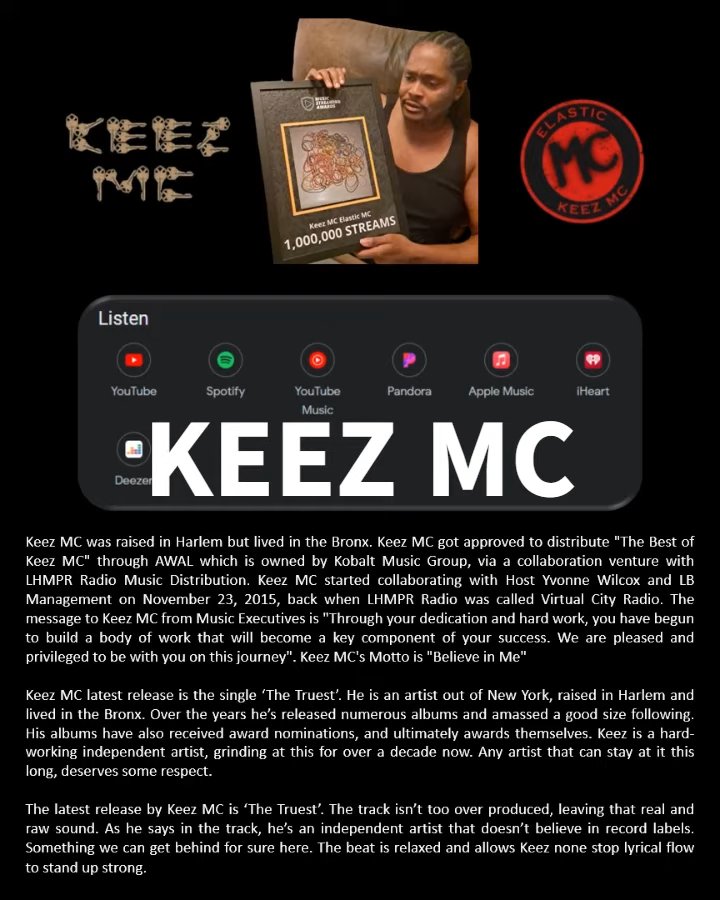 KEEZ
MC
MUSIC
STREAMING
AWARDS
Keez MC Elastic MC
1,000,000 STREAMS
ELASTIC
MC
KEEZ MC
Listen
YouTube
Spotify
YouTube
Music
Pandora
Apple Music
iHeart
Deezer
KEEZ MC
Keez MC was raised in Harlem but lived in the Bronx. Keez MC got approved to distribute "The Best of
Keez MC" through AWAL which is owned by Kobalt Music Group, via a collaboration venture with
LHMPR Radio Music Distribution. Keez MC started collaborating with Host Yvonne Wilcox and LB
Management on November 23, 2015, back when LHMPR Radio was called Virtual City Radio. The
message to Keez MC from Music Executives is "Through your dedication and hard work, you have begun
to build a body of work that will become a key component of your success. We are pleased and
privileged to be with you on this journey". Keez MC's Motto is "Believe in Me"
Keez MC latest release is the single ‘The Truest’. He is an artist out of New York, raised in Harlem and
lived in the Bronx. Over the years he’s released numerous albums and amassed a good size following.
His albums have also received award nominations, and ultimately awards themselves. Keez is a hard-
working independent artist, grinding at this for over a decade now. Any artist that can stay at it this
long, deserves some respect.
The latest release by Keez MC is ‘The Truest’. The track isn’t too over produced, leaving that real and
raw sound. As he says in the track, he’s an independent artist that doesn’t believe in record labels.
Something we can get behind for sure here. The beat is relaxed and allows Keez none stop lyrical flow
to stand up strong.